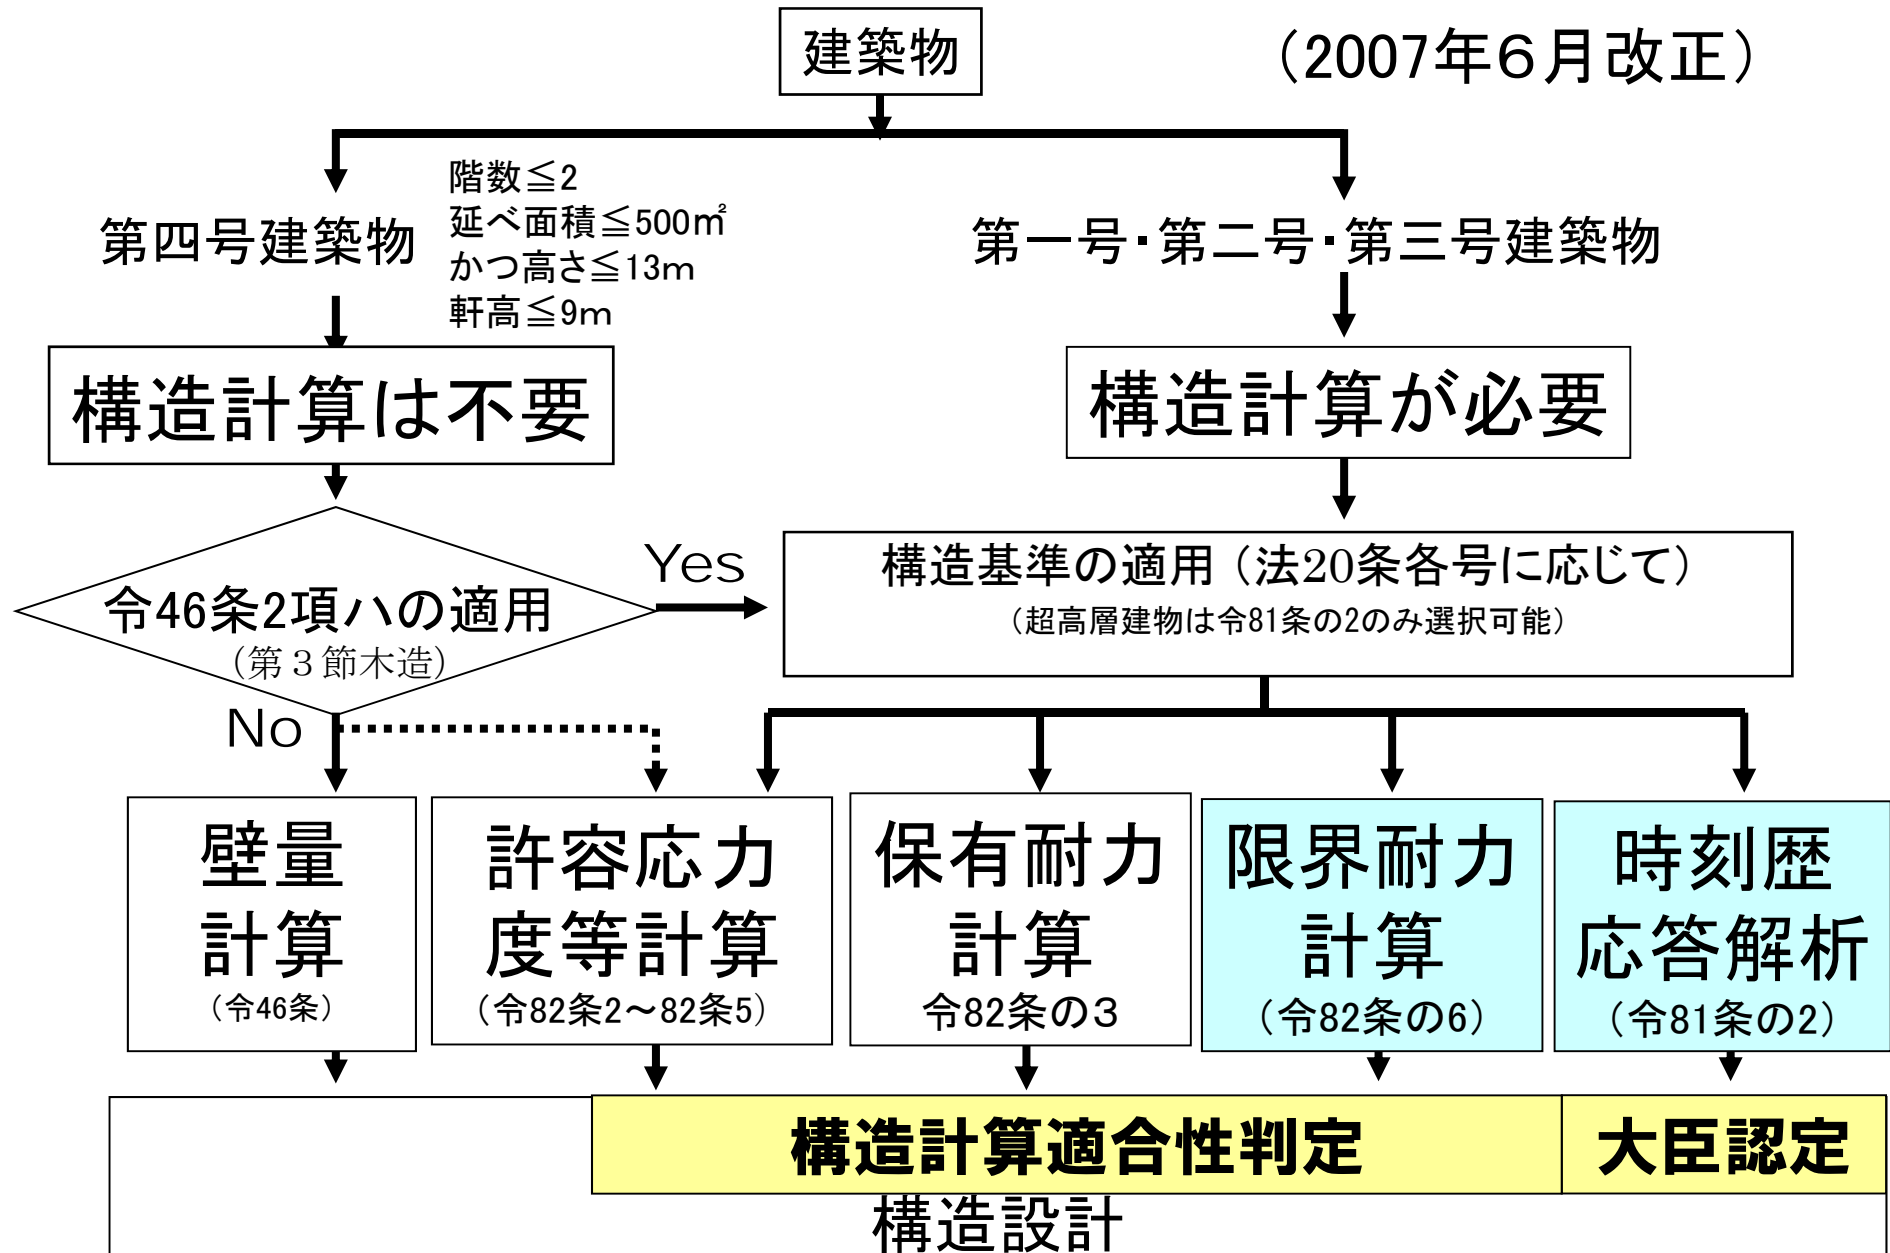 建築物
（2007年６月改正）
階数≦2
延べ面積≦500㎡
かつ高さ≦13ｍ
軒高≦9ｍ
第四号建築物
第一号・第二号・第三号建築物
構造計算は不要
構造計算が必要
令46条2項ハの適用
（第３節木造）
Yes
No
構造基準の適用（法20条各号に応じて）
（超高層建物は令81条の2のみ選択可能）
壁量
計算
（令46条）
許容応力
度等計算
（令82条2～82条5）
保有耐力
計算
令82条の３
限界耐力
計算
（令82条の6）
時刻歴
応答解析
（令81条の2）
構造計算適合性判定
大臣認定
構造設計